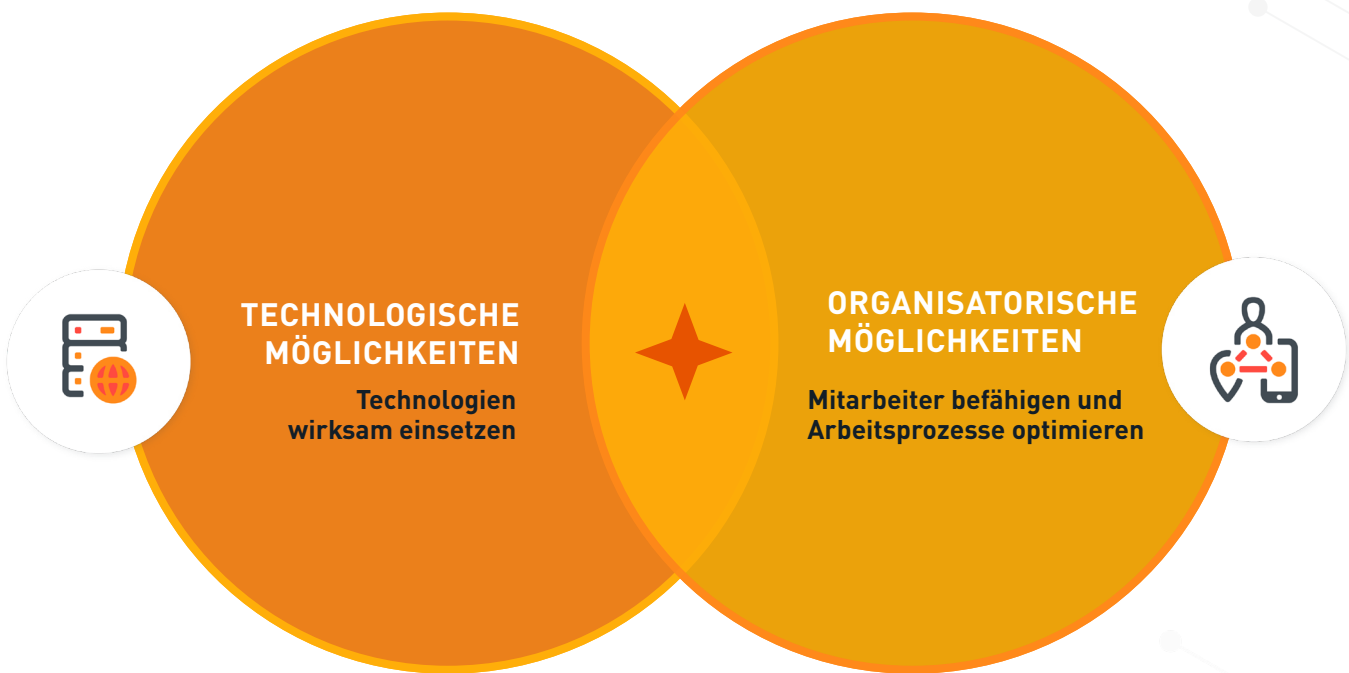 TECHNOLOGISCHE
MÖGLICHKEITEN
Technologien
wirksam einsetzen
ORGANISATORISCHE
MÖGLICHKEITEN
Mitarbeiter befähigen und
Arbeitsprozesse optimieren